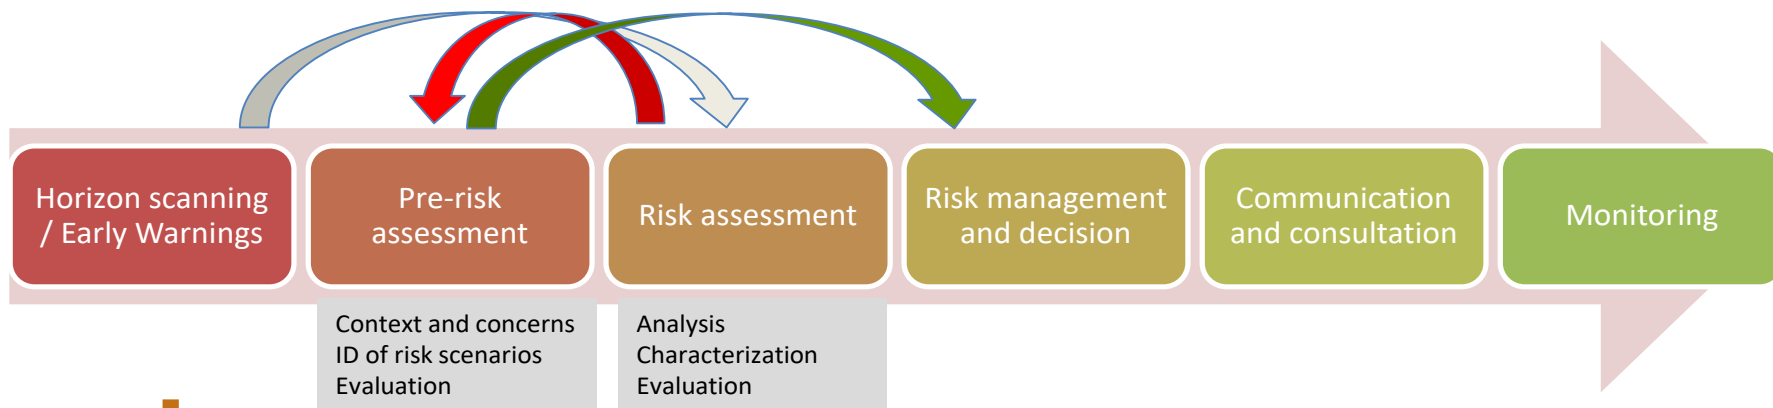 Horizon scanning
/ Early Warnings
Pre-risk
assessment
Risk assessment
Risk management
and decision
Communication
and consultation
Monitoring
Context and concerns
ID of risk scenarios
Evaluation
Analysis
Characterization
Evaluation